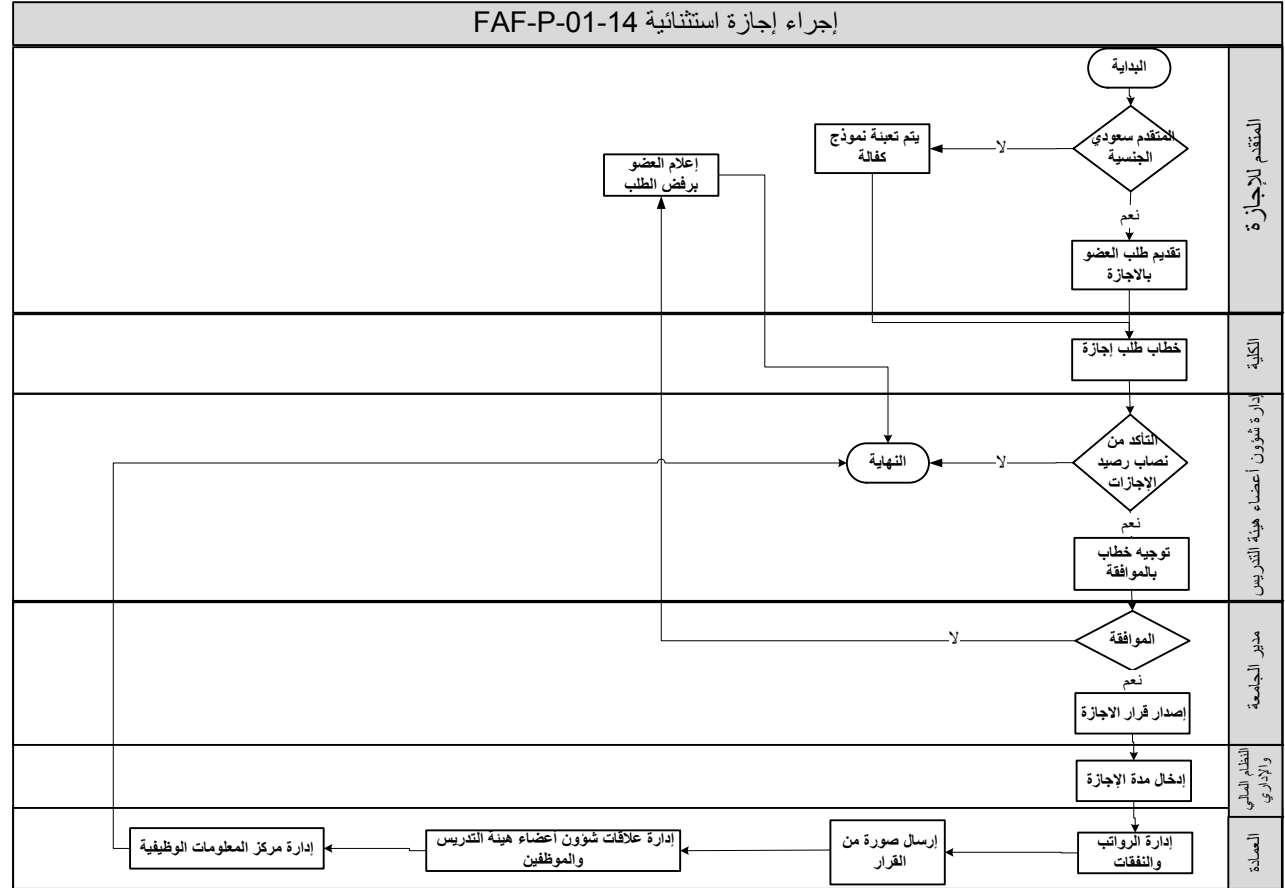 إجراء إجازة استثنائية FAF-P-01-14
المتقدم للإجازة
البداية
المتقدم سعودي
الجنسية
لا
يتم تعبئة نموذج
كفالة
إعلام العضو
برفض الطلب
نعم
تقديم طلب العضو
بالاجازة
الكلية
خطاب طلب إجازة
إدارة شؤون أعضاء هيئة التدريس
التأكد من
نصاب رصيد
الإجازات
لا
النهاية
نعم
توجيه خطاب
بالموافقة
مدير الجامعة
الموافقة
لا
نعم
إصدار قرار الاجازة
النظام المالي
والإداري
إدخال مدة الإجازة
العمادة
إدارة الرواتب
والنفقات
إرسال صورة من
القرار
إدارة علاقات شؤون أعضاء هيئة التدريس
والموظفين
إدارة مركز المعلومات الوظيفية